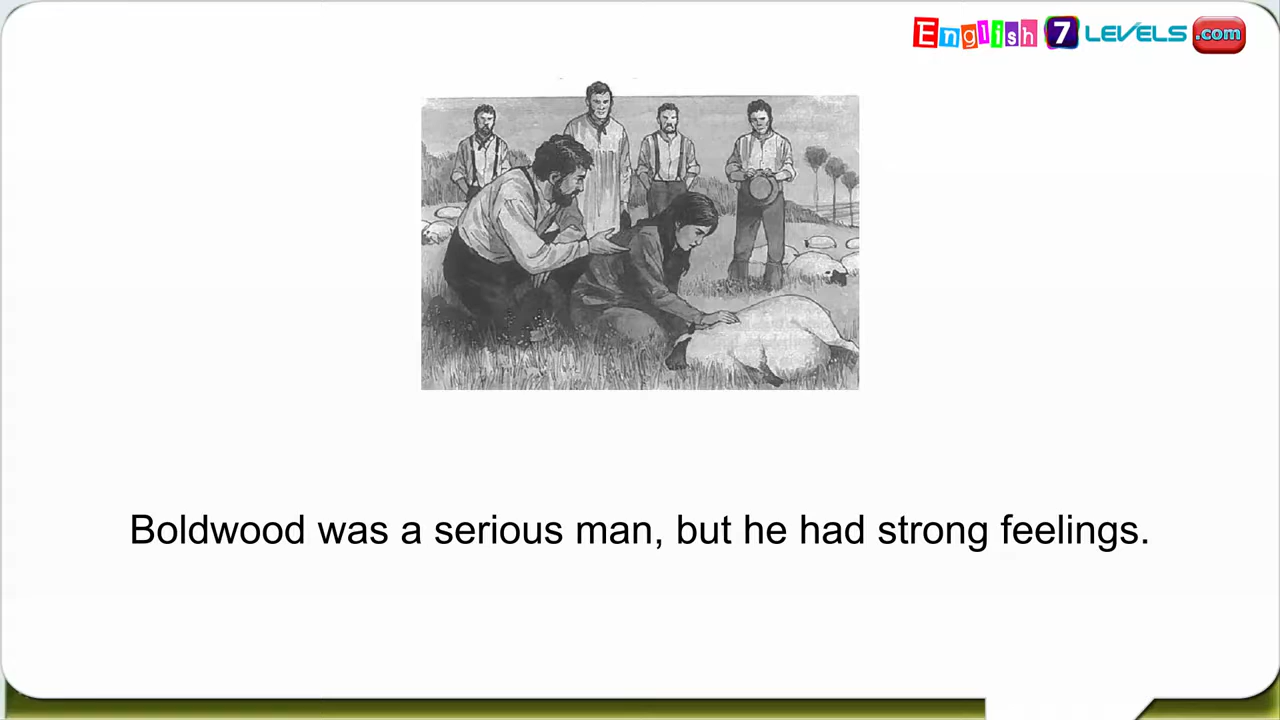 English 7 LEVELS .com
Boldwood was a serious man, but he had strong feelings.